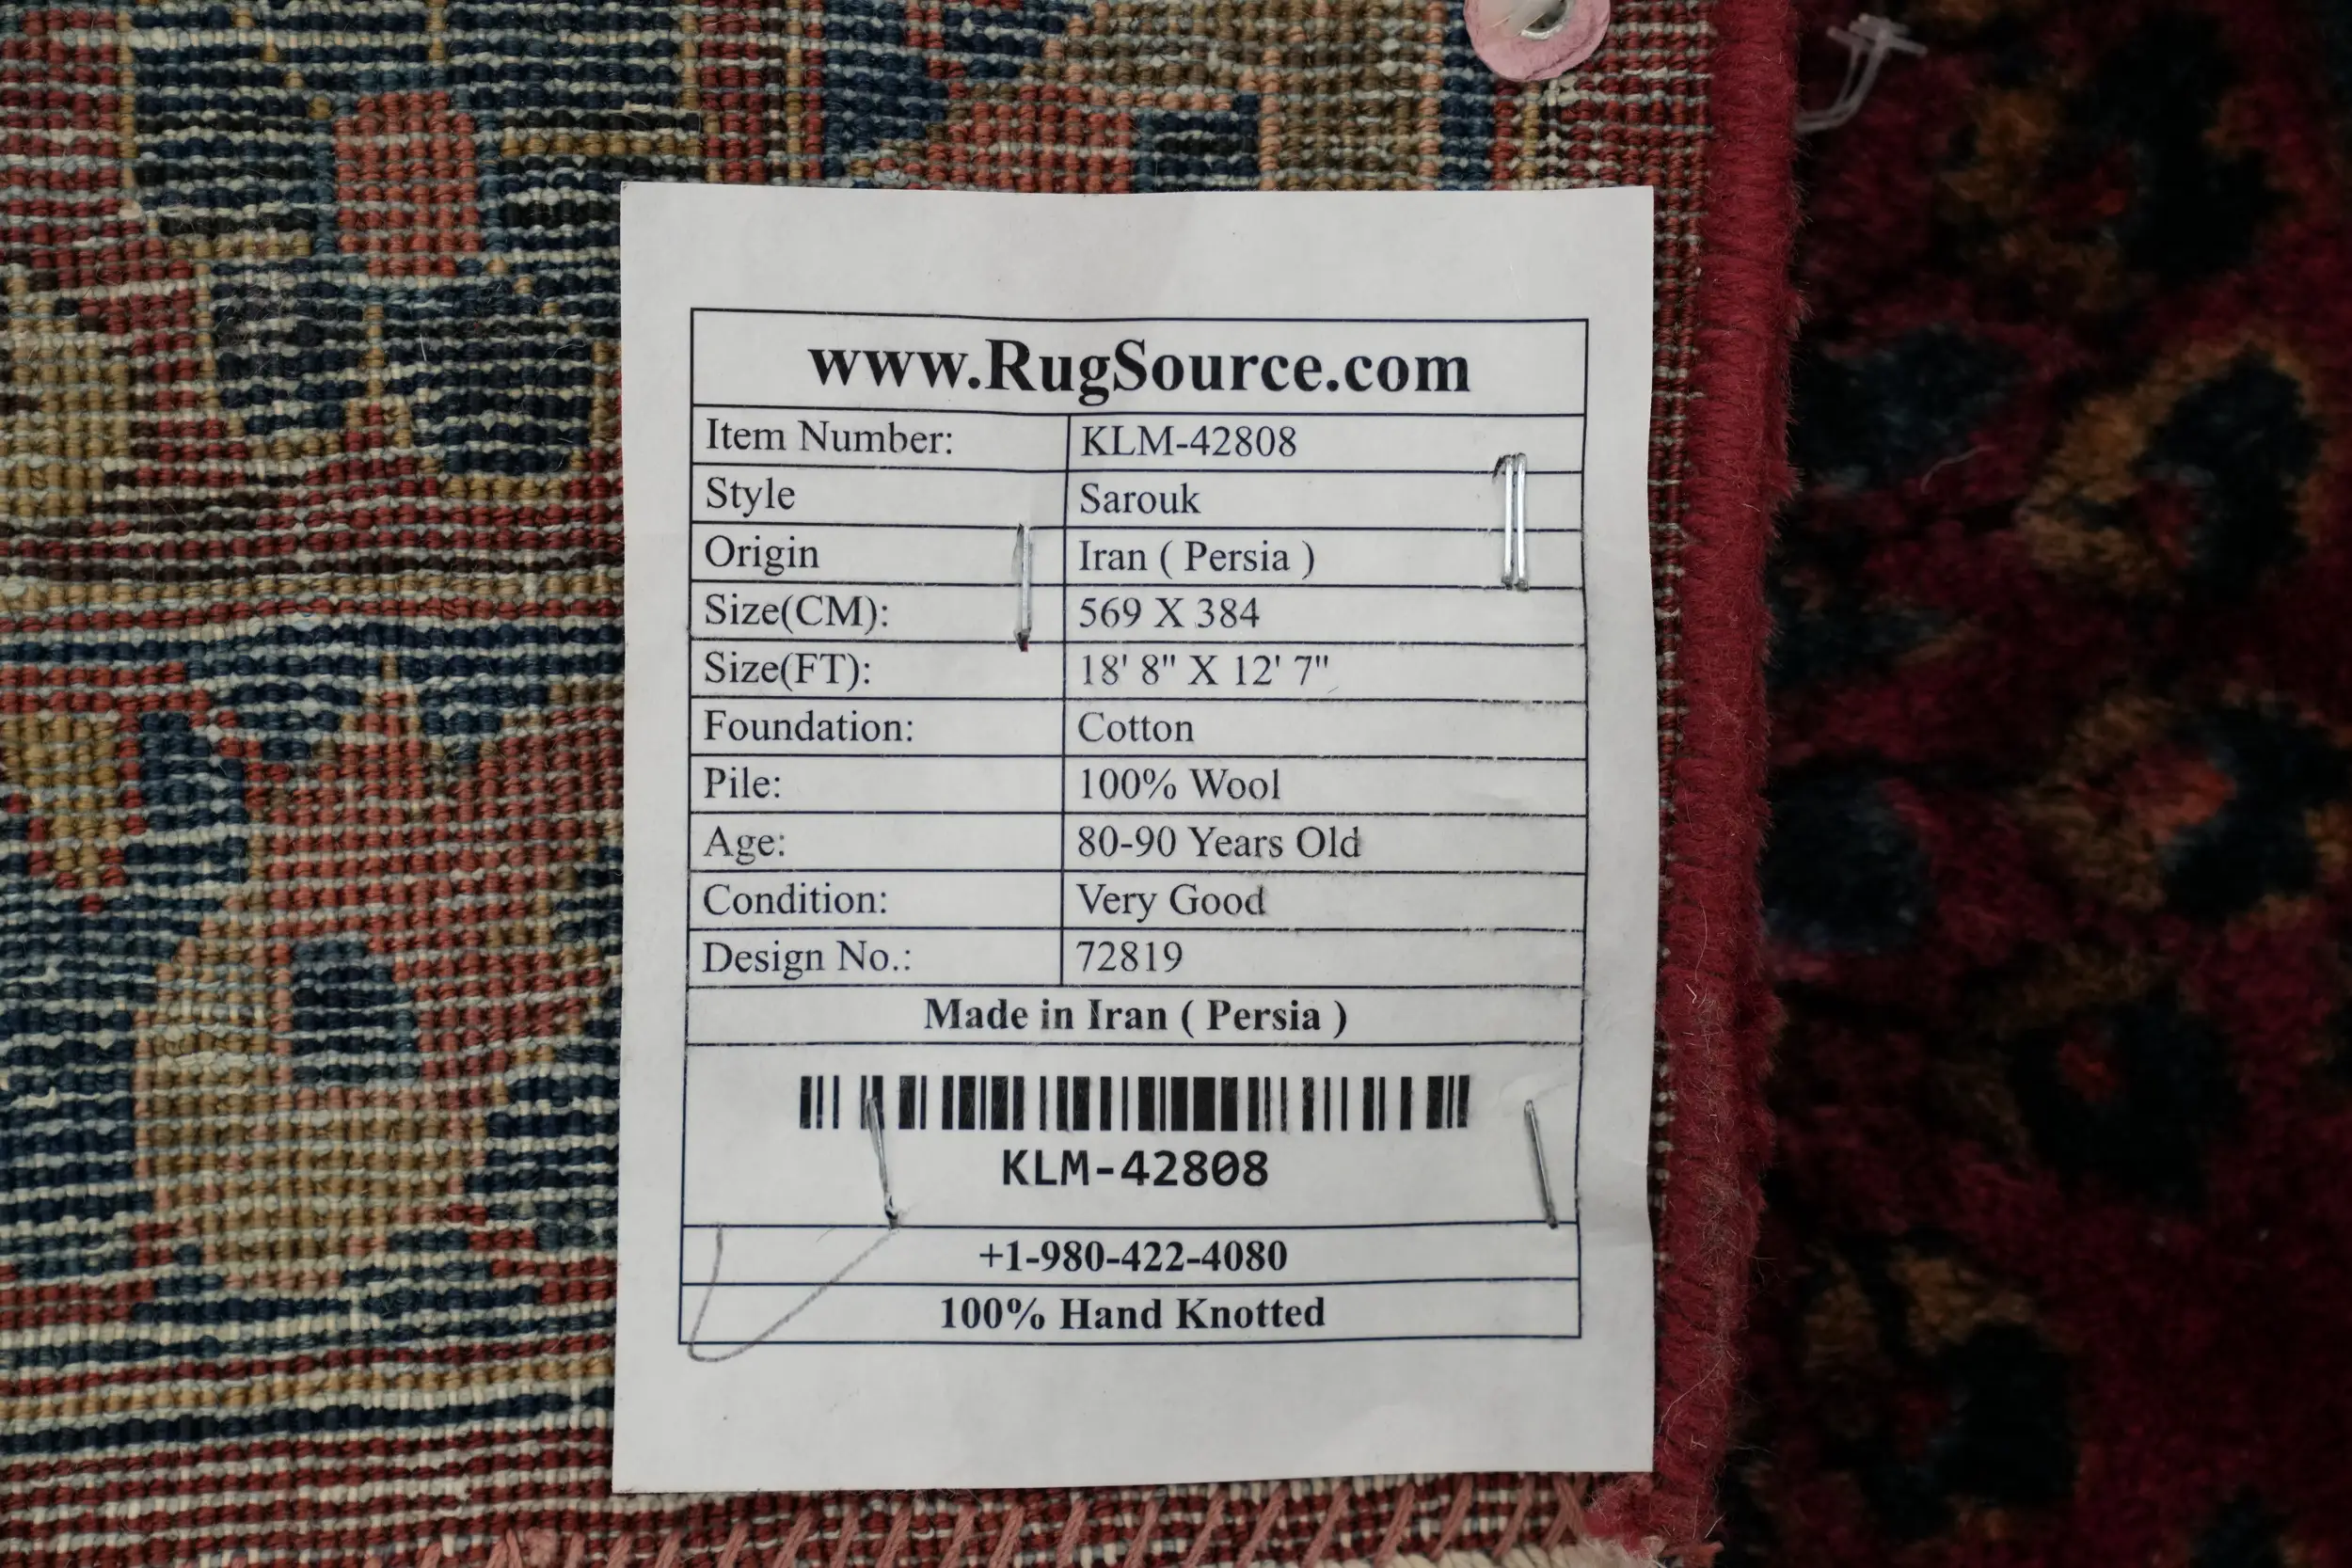 www.RugSource.com
Item Number: KLM-42808
Style Sarouk
Origin Iran ( Persia )
Size(CM): 569 X 384
Size(FT): 18' 8" X 12' 7"
Foundation: Cotton
Pile: 100% Wool
Age: 80-90 Years Old
Condition: Very Good
Design No.: 72819
Made in Iran ( Persia )
KLM-42808
+1-980-422-4080
100% Hand Knotted